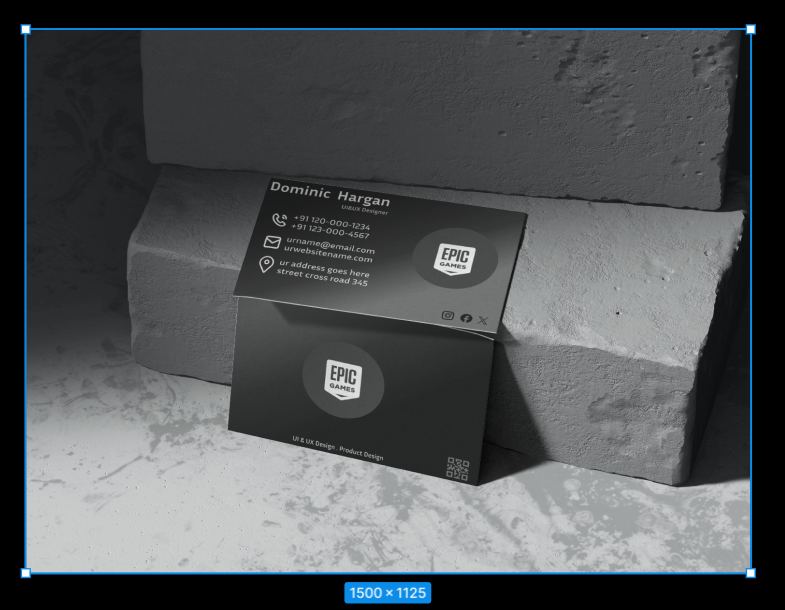 Dominic Hargan
UI&UX Designer
+91 120-000-1234
+91 123-000-4567
urname@email.com
urwebsitename.com
ur address goes here
street cross road 345
EPIC
GAMES
EPIC
GAMES
UI & UX Design . Product Design
1500 × 1125